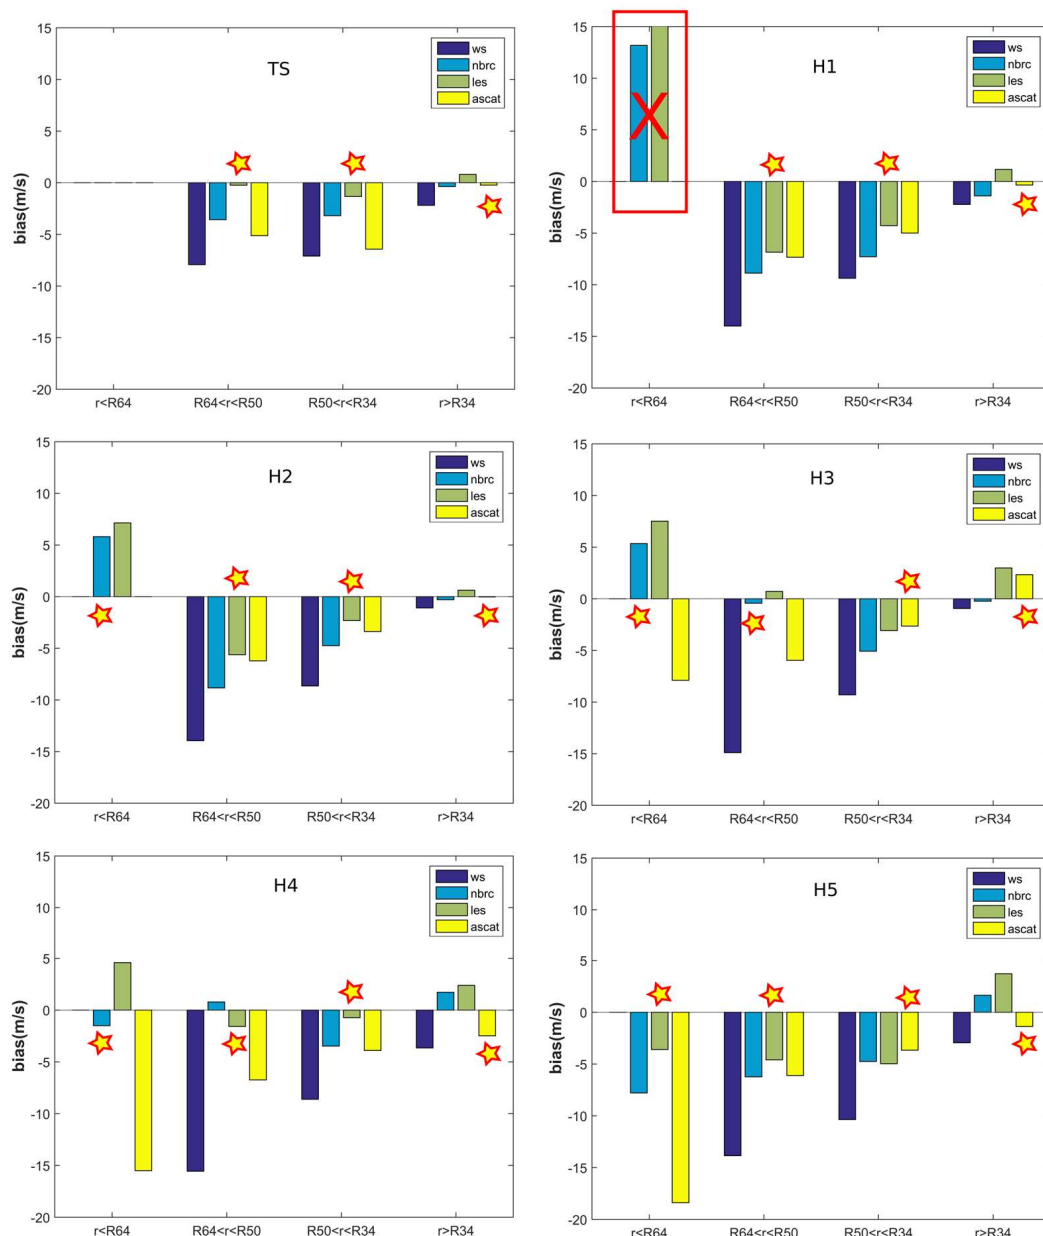 15
10
5
0
-5
-10
-15
-20
bias(m/s)
TS
ws
nbrc
les
ascat
r<R64
R64<r<R50
R50<r<R34
r>R34
15
10
5
0
-5
-10
-15
-20
bias(m/s)
H1
X
ws
nbrc
les
ascat
r<R64
R64<r<R50
R50<r<R34
r>R34
15
10
5
0
-5
-10
-15
-20
bias(m/s)
H2
ws
nbrc
les
ascat
r<R64
R64<r<R50
R50<r<R34
r>R34
15
10
5
0
-5
-10
-15
-20
bias(m/s)
H3
ws
nbrc
les
ascat
r<R64
R64<r<R50
R50<r<R34
r>R34
15
10
5
0
-5
-10
-15
-20
bias(m/s)
H4
ws
nbrc
les
ascat
r<R64
R64<r<R50
R50<r<R34
r>R34
15
10
5
0
-5
-10
-15
-20
bias(m/s)
H5
ws
nbrc
les
ascat
r<R64
R64<r<R50
R50<r<R34
r>R34